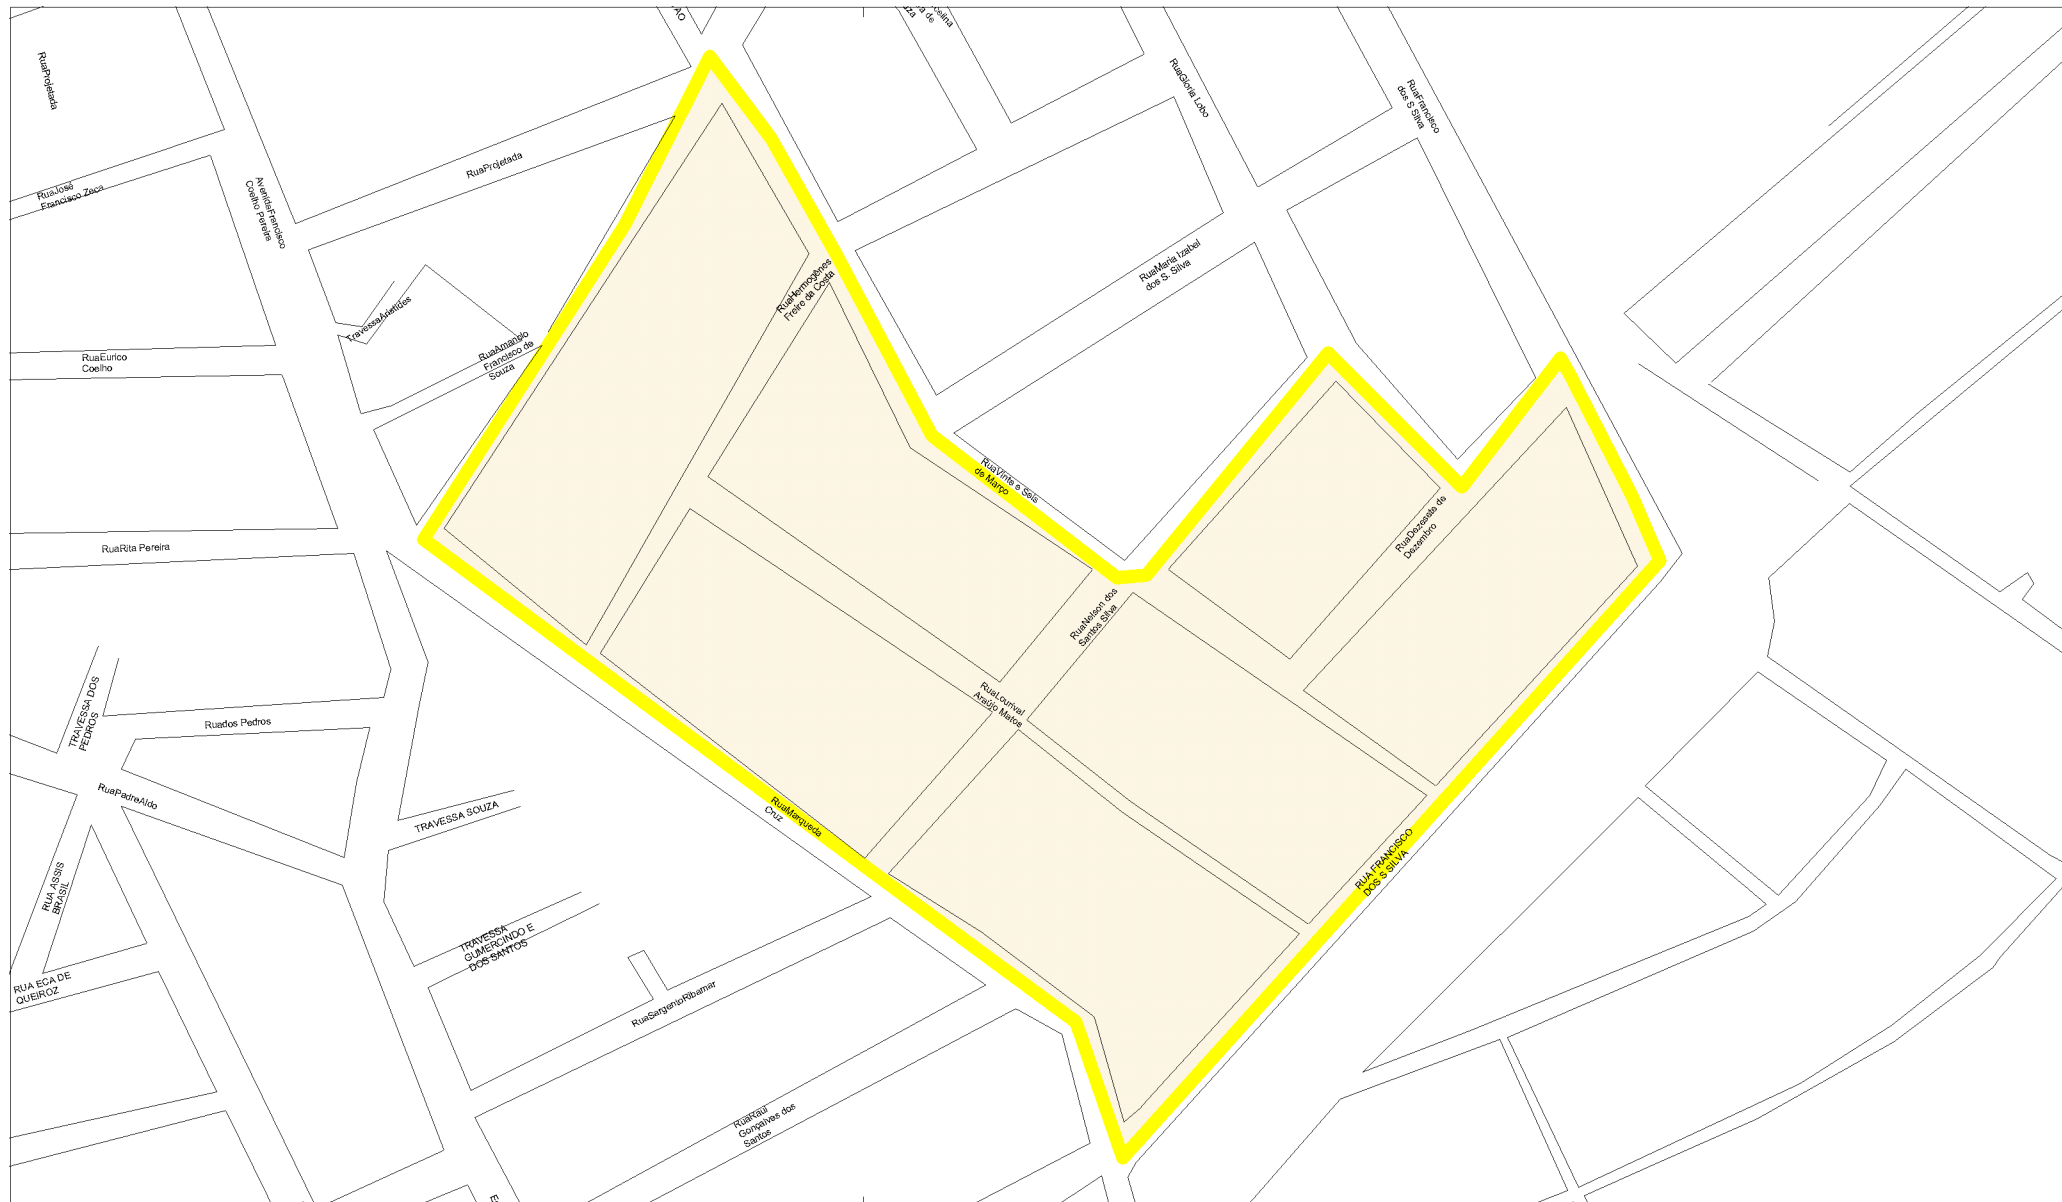 RuaProjetada
RuaGloria Lobo
RuaFrancisco
dos S Silva
RuaProjetada
RuaJosé
Francisco Zeca
AvenidaFrancisco
Coelho Pereira
RuaMaria Izabel
dos S. Silva
RuaHermogênes
Freire da Costa
TravessaAristides
RuaAmancio
Francisco de
Souza
RuaEurico
Coelho
RuaVinte e Seis
de Março
RuaDezessete de
Dezembro
RuaRita Pereira
RuaNelson dos
Santos Silva
RuaLourival
Araújo Matos
TRAVESSA DOS
PEDROS
Ruados Pedros
RuaPadreAldo
TRAVESSA SOUZA
RuaMarqueda
Cruz
RUA FRANCISCO
DOS S SILVA
RUA ASSIS
BRASIL
TRAVESSA
GUMERCINDO E
DOS SANTOS
RUA ECA DE
QUEIROZ
RuaSargentoRibamar
RuaRaul
Gonçalves dos
Santos